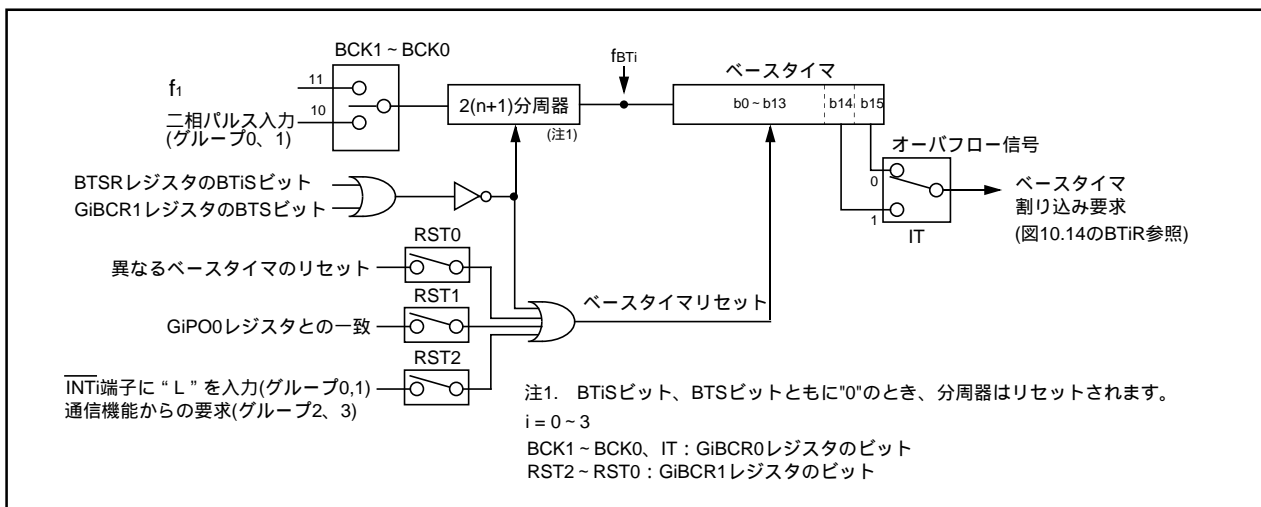 BCK1 ~ BCK0
f1
11
二相パルス入力
10
(グループ0、1)
2(n+1)分周器
(注1)
fBTi
ベースタイマ
b0 ~ b13
b14
b15
オーバフロー信号
0
1
IT
ベースタイマ
割り込み要求
(図10.14のBTiR参照)
BTSRレジスタのBTiSビット
GiBCR1レジスタのBTSビット
RST0
異なるベースタイマのリセット
RST1
GiPO0レジスタとの一致
RST2
INTi端子に“ L ”を入力(グループ0,1)
通信機能からの要求(グループ2、3)
ベースタイマリセット
注1. BTiSビット、BTSビットともに"0"のとき、分周器はリセットされます。
i = 0 ~ 3
BCK1 ~ BCK0、IT : GiBCR0レジスタのビット
RST2 ~ RST0 : GiBCR1レジスタのビット